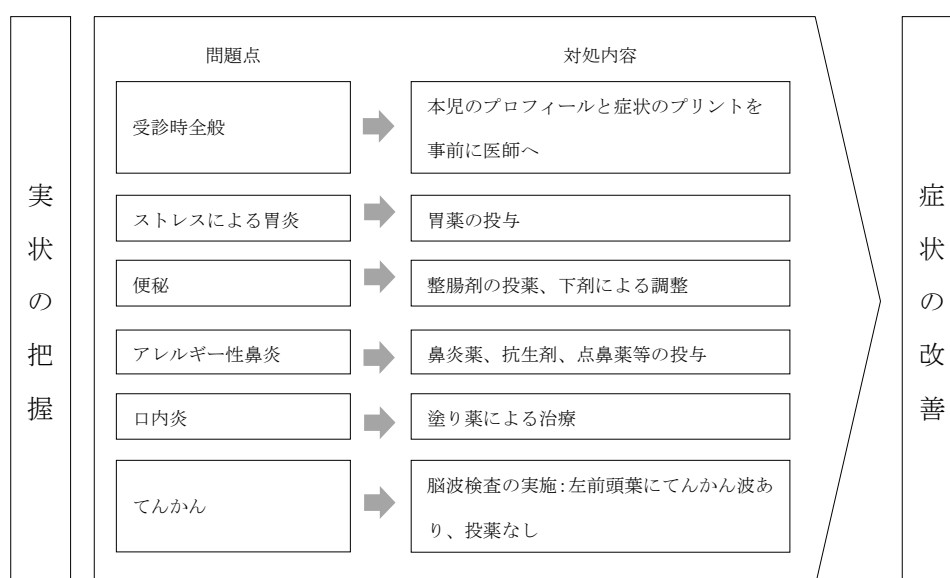 実状の把握
問題点
対処内容
受診時全般
本児のプロフィールと症状のプリントを
事前に医師へ
ストレスによる胃炎
胃薬の投与
便秘
整腸剤の投薬、下剤による調整
アレルギー性鼻炎
鼻炎薬、抗生剤、点鼻薬等の投与
口内炎
塗り薬による治療
てんかん
脳波検査の実施:左前頭葉にてんかん波あ
り、投薬なし
症状の改善